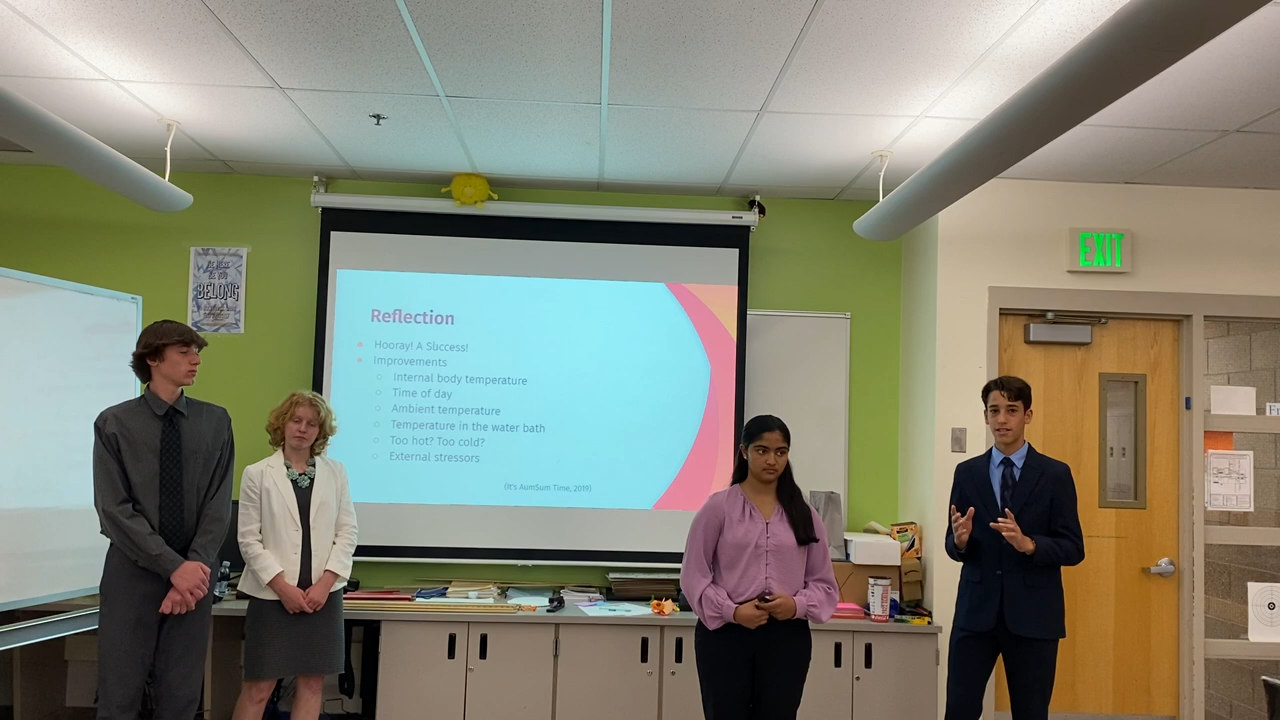 BELONG
EXIT
Reflection
Hooray! A Success!
Improvements
Internal body temperature
Time of day
Ambient temperature
Temperature in the water bath
Too hot? Too cold?
External stressors
(It's AumSum Time, 2019)